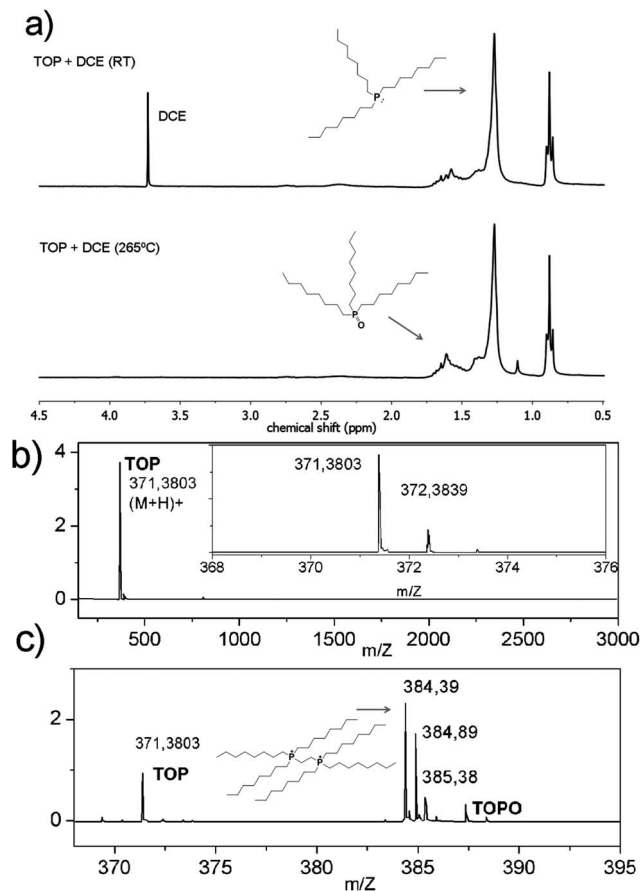 a)
TOP + DCE (RT)
DCE
P
TOP + DCE (265ºC)
P
O
4.5 4.0 3.5 3.0 2.5 2.0 1.5 1.0 0.5
chemical shift (ppm)
b)
4
2
0
TOP
371,3803
(M+H)+
371,3803
372,3839
368 370 372 374 376
m/Z
500 1000 1500 2000 2500 3000
m/Z
c)
2
0
371,3803
TOP
P
+
P
+
384,39
384,89
385,38
TOPO
370 375 380 385 390 395
m/Z